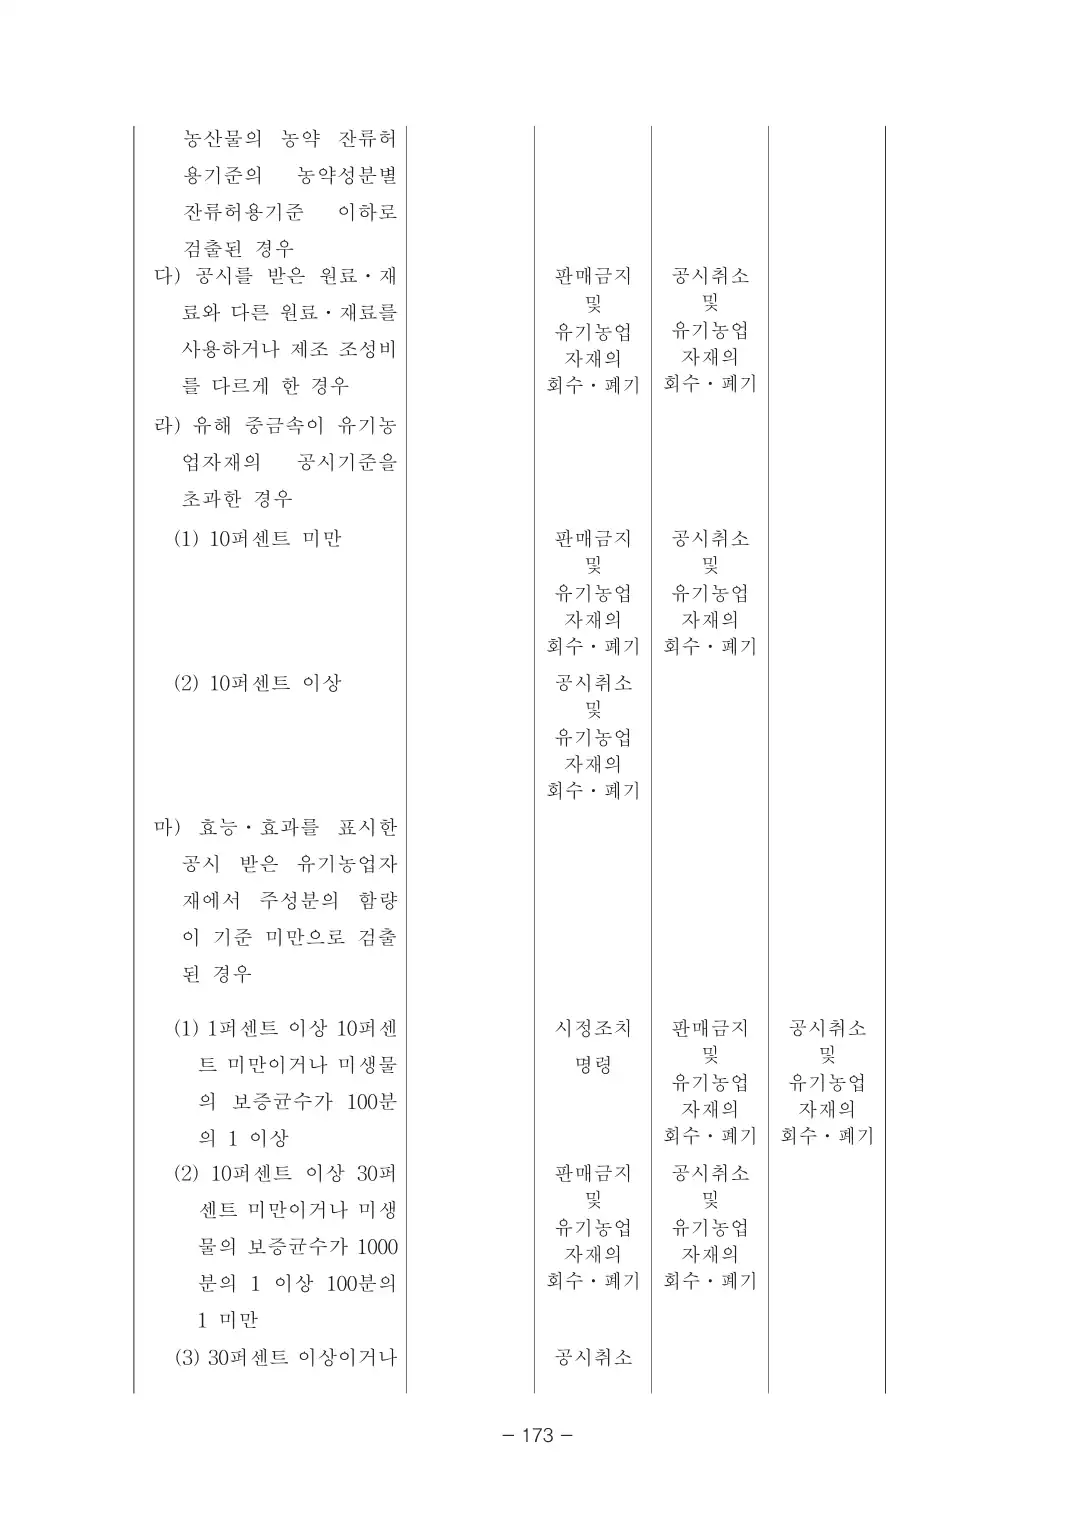 농산물의 농약 잔류허
용기준의 농약성분별
잔류허용기준 이하로
검출된 경우
다) 공시를 받은 원료·재
료와 다른 원료·재료를
사용하거나 제조 조성비
를 다르게 한 경우
판매금지
및
유기농업
자재의
회수·폐기
공시취소
및
유기농업
자재의
회수·폐기
라) 유해 중금속이 유기농
업자재의 공시기준을
초과한 경우
(1) 10퍼센트 미만
판매금지
및
유기농업
자재의
회수·폐기
공시취소
및
유기농업
자재의
회수·폐기
(2) 10퍼센트 이상
공시취소
및
유기농업
자재의
회수·폐기
마) 효능·효과를 표시한
공시 받은 유기농업자
재에서 주성분의 함량
이 기준 미만으로 검출
된 경우
(1) 1퍼센트 이상 10퍼센
트 미만이거나 미생물
의 보증균수가 100분
의 1 이상
시정조치
명령
판매금지
및
유기농업
자재의
회수·폐기
공시취소
및
유기농업
자재의
회수·폐기
(2) 10퍼센트 이상 30퍼
센트 미만이거나 미생
물의 보증균수가 1000
분의 1 이상 100분의
1 미만
판매금지
및
유기농업
자재의
회수·폐기
공시취소
및
유기농업
자재의
회수·폐기
(3) 30퍼센트 이상이거나
공시취소
- 173 -